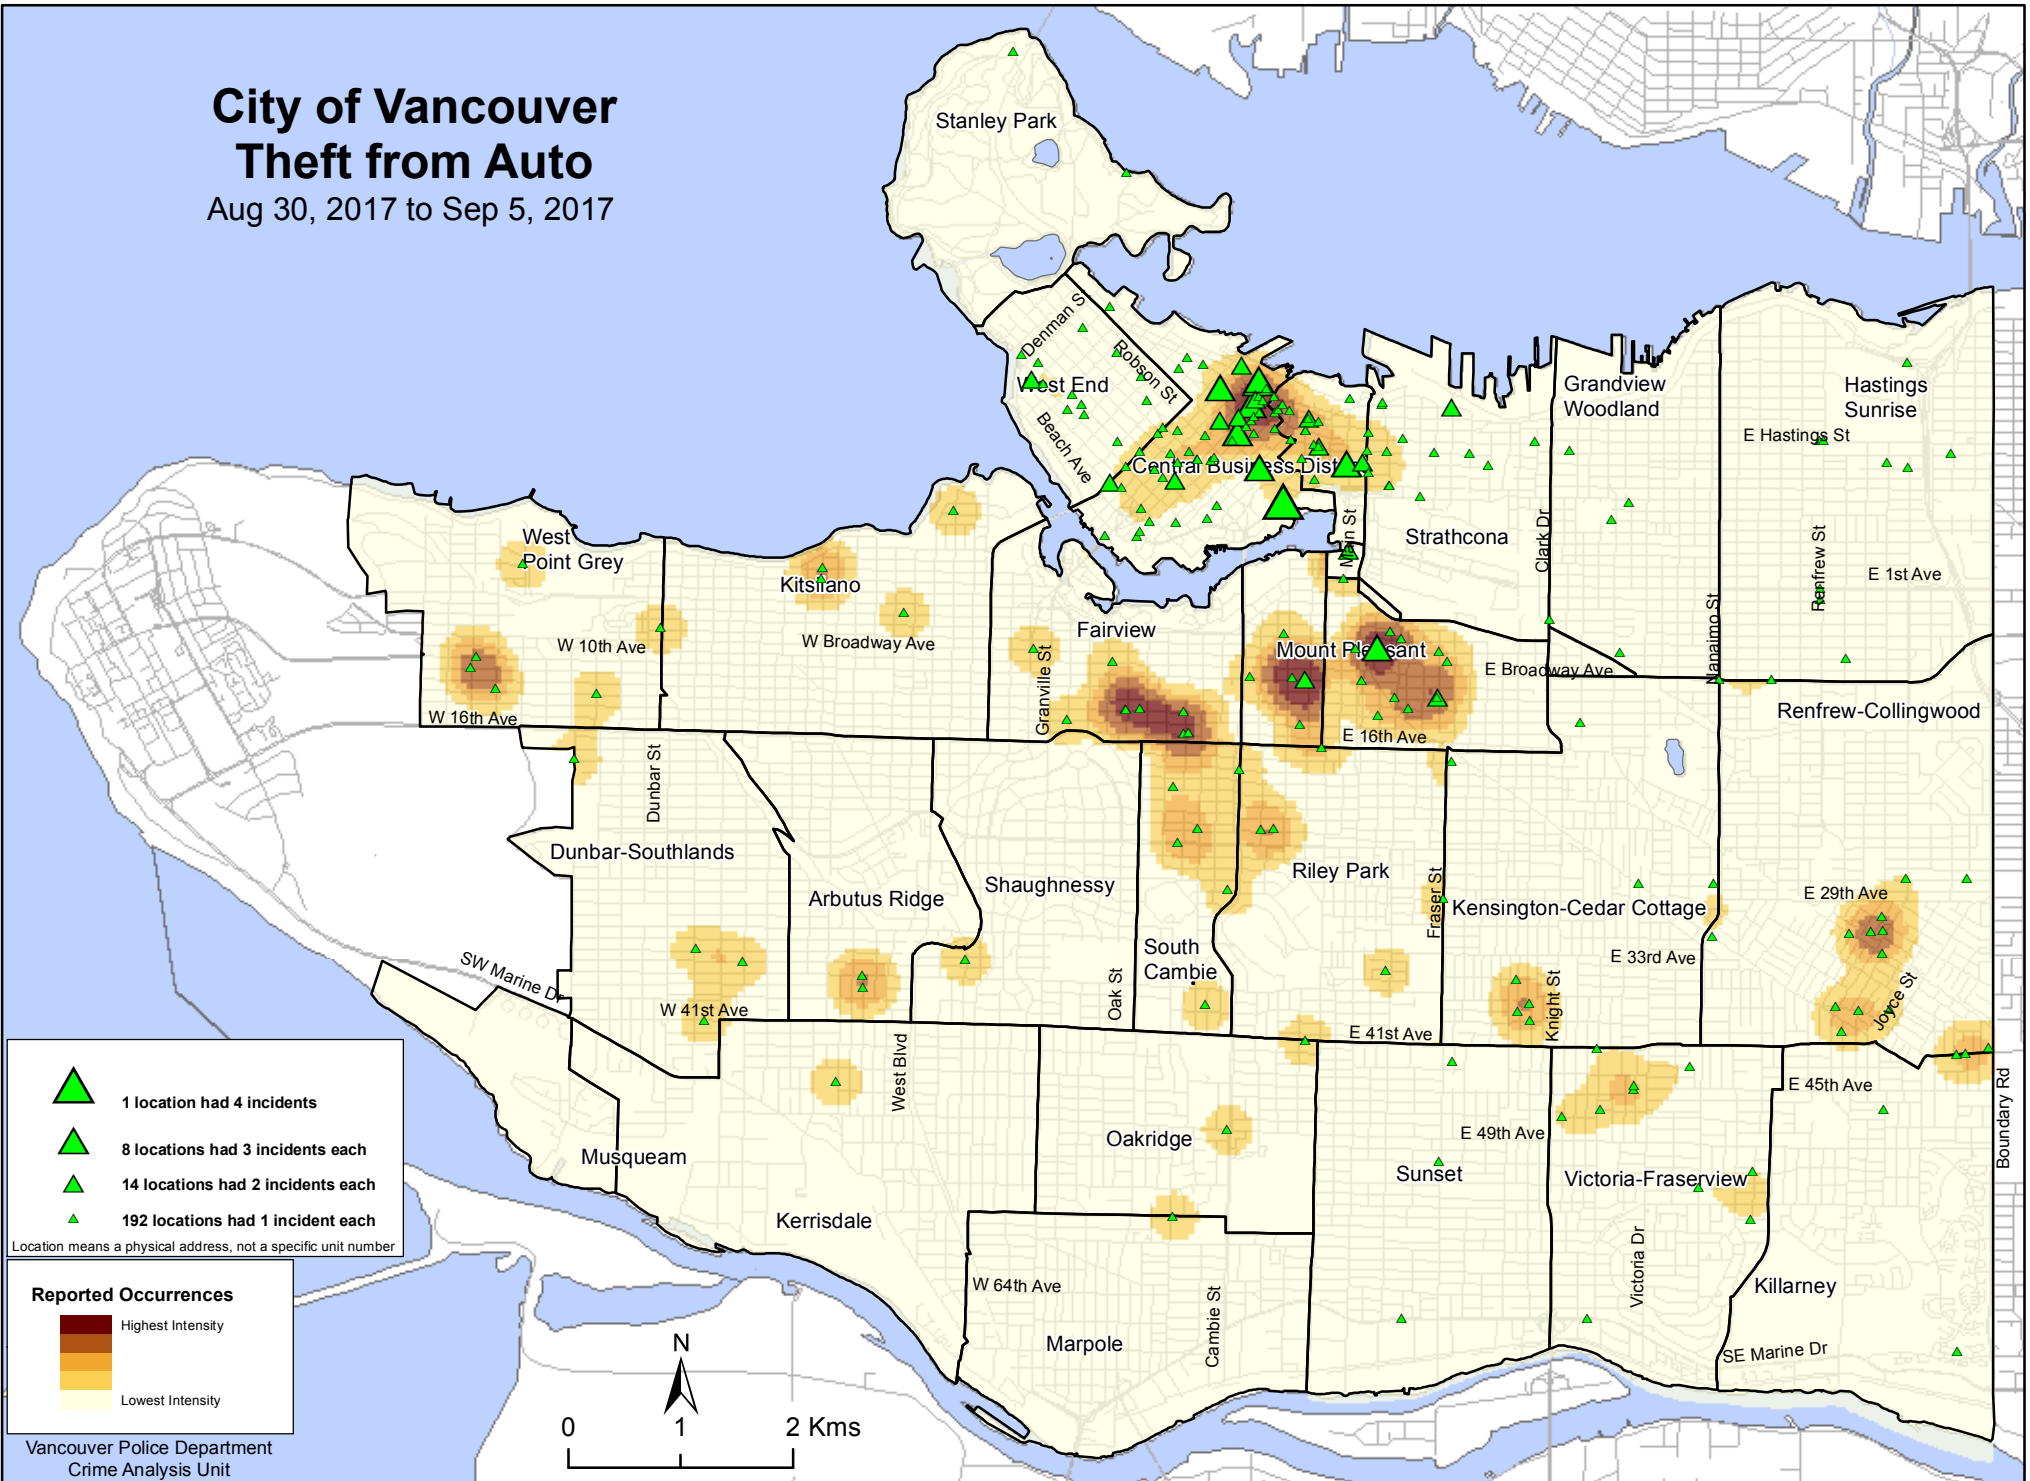 City of Vancouver
Theft from Auto
Aug 30, 2017 to Sep 5, 2017
Stanley Park
Denman St
Robson St
West End
Beach Ave
Central Business District
Main St
Strathcona
Clark Dr
Grandview
Woodland
Nanaimo St
Hastings
Sunrise
E Hastings St
Renfrew St
E 1st Ave
West
Point Grey
W 10th Ave
W 16th Ave
Kitsilano
W Broadway Ave
Fairview
Granville St
Mount Pleasant
E Broadway Ave
E 16th Ave
Renfrew-Collingwood
Dunbar St
Dunbar-Southlands
Arbutus Ridge
Shaughnessy
Riley Park
Fraser St
Kensington-Cedar Cottage
E 29th Ave
E 33rd Ave
South
Cambie
Oak St
Knight St
Joyce St
SW Marine Dr
W 41st Ave
E 41st Ave
West Blvd
E 45th Ave
Boundary Rd
Musqueam
Oakridge
E 49th Ave
Sunset
Victoria-Fraserview
Kerrisdale
Victoria Dr
W 64th Ave
Cambie St
Killarney
Marpole
SE Marine Dr
1 location had 4 incidents
8 locations had 3 incidents each
14 locations had 2 incidents each
192 locations had 1 incident each
Location means a physical address, not a specific unit number
Reported Occurrences
Highest Intensity
Lowest Intensity
Vancouver Police Department
Crime Analysis Unit
N
0 1 2 Kms